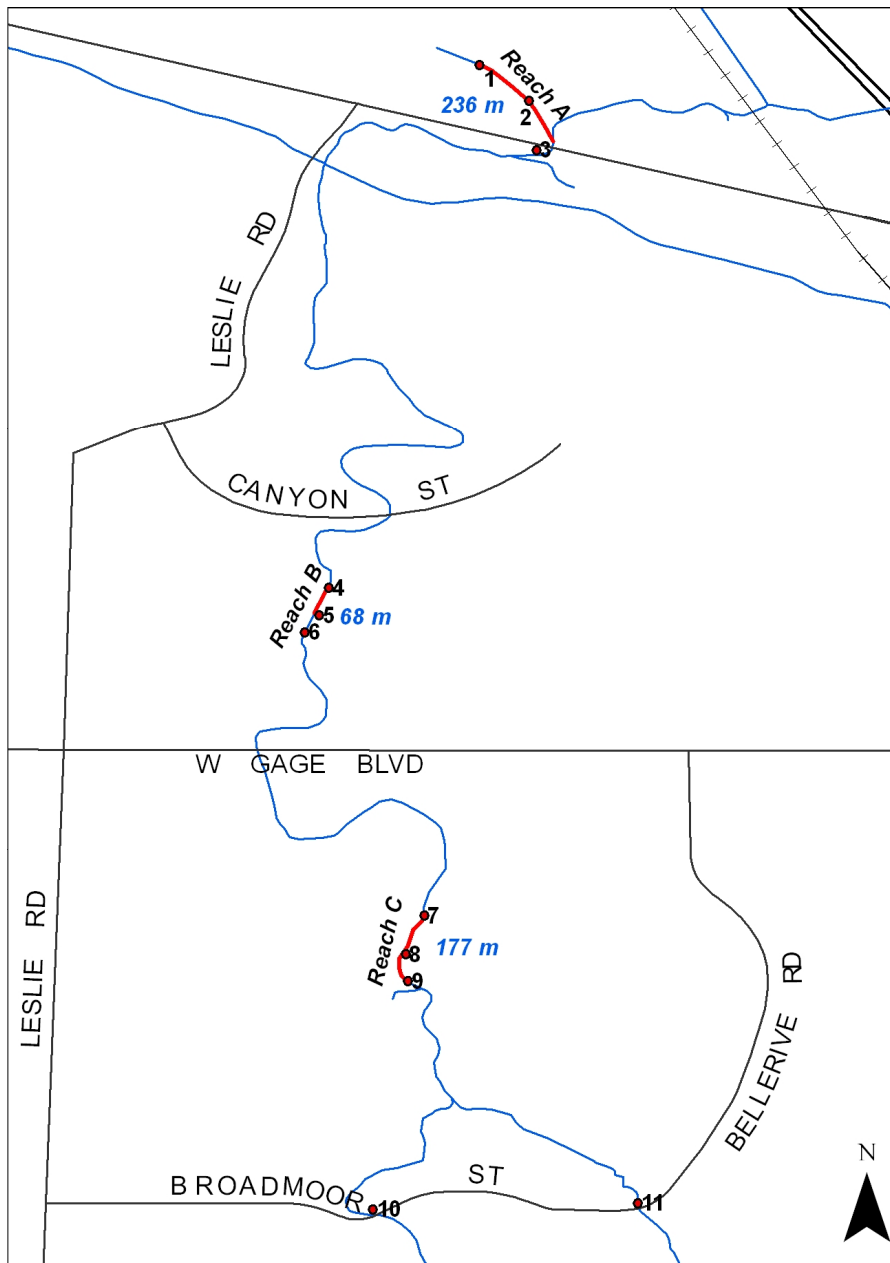 1
Reach A
236 m
2
3
LESLIE RD
CANYON ST
Reach B
4
5
68 m
6
W GAGE BLVD
7
Reach C
8
177 m
9
LESLIE RD
BELLERIVE RD
N
BROADMOOR ST
10
11